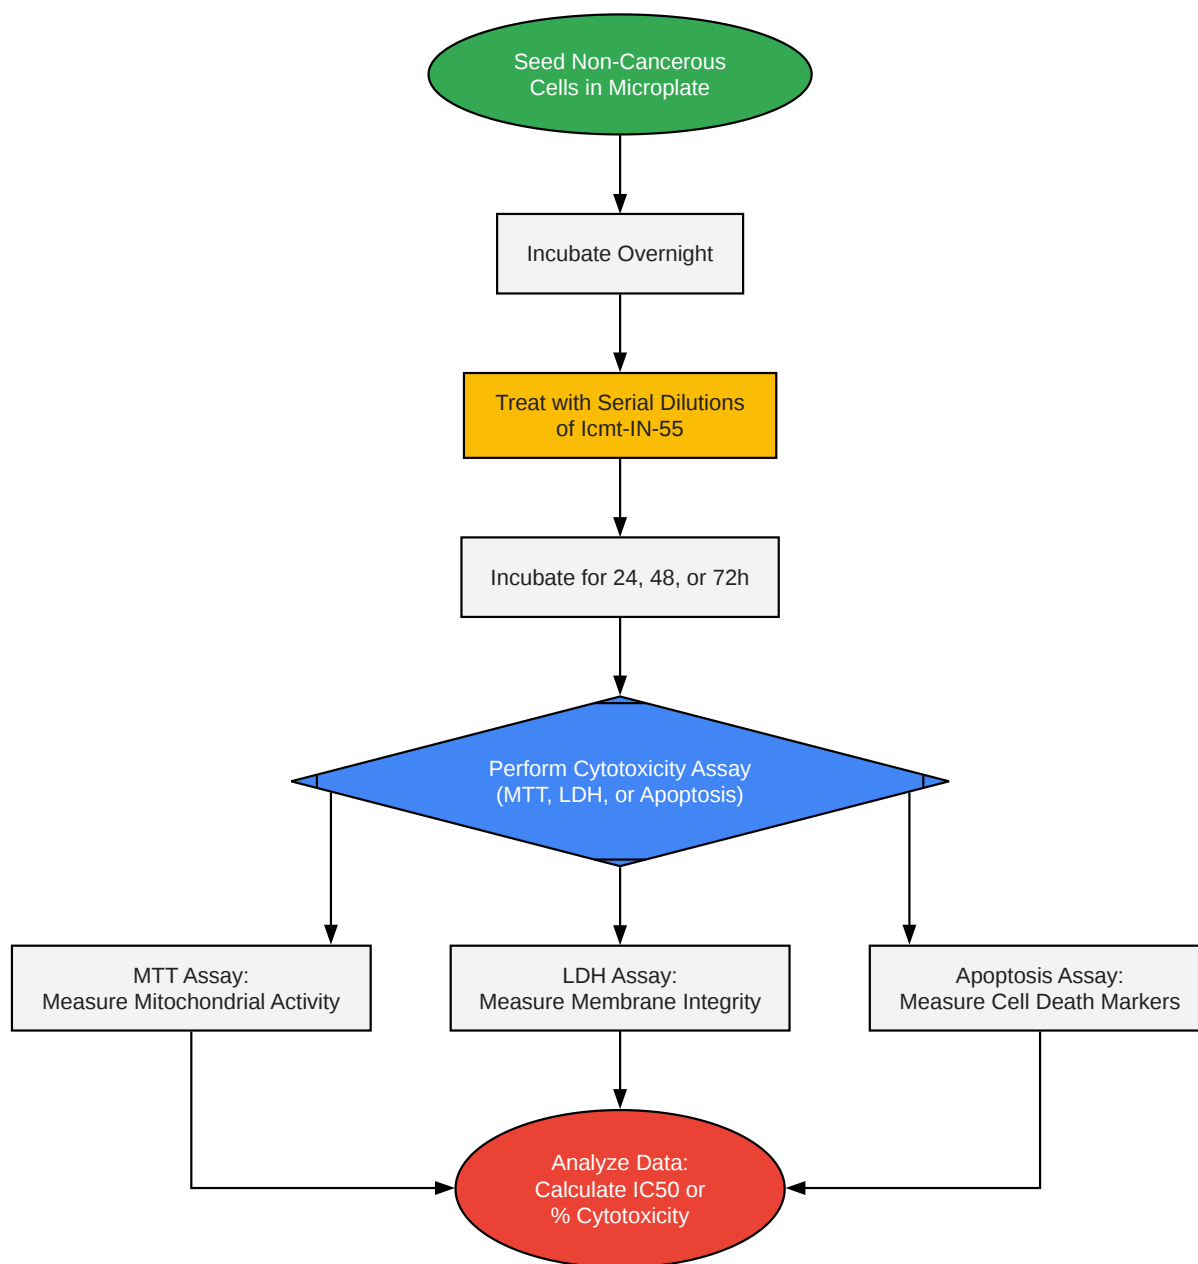 Seed Non-Cancerous
Cells in Microplate
Incubate Overnight
Treat with Serial Dilutions
of Icmt-IN-55
Incubate for 24, 48, or 72h
Perform Cytotoxicity Assay
(MTT, LDH, or Apoptosis)
MTT Assay:
Measure Mitochondrial Activity
LDH Assay:
Measure Membrane Integrity
Apoptosis Assay:
Measure Cell Death Markers
Analyze Data:
Calculate IC50 or
% Cytotoxicity